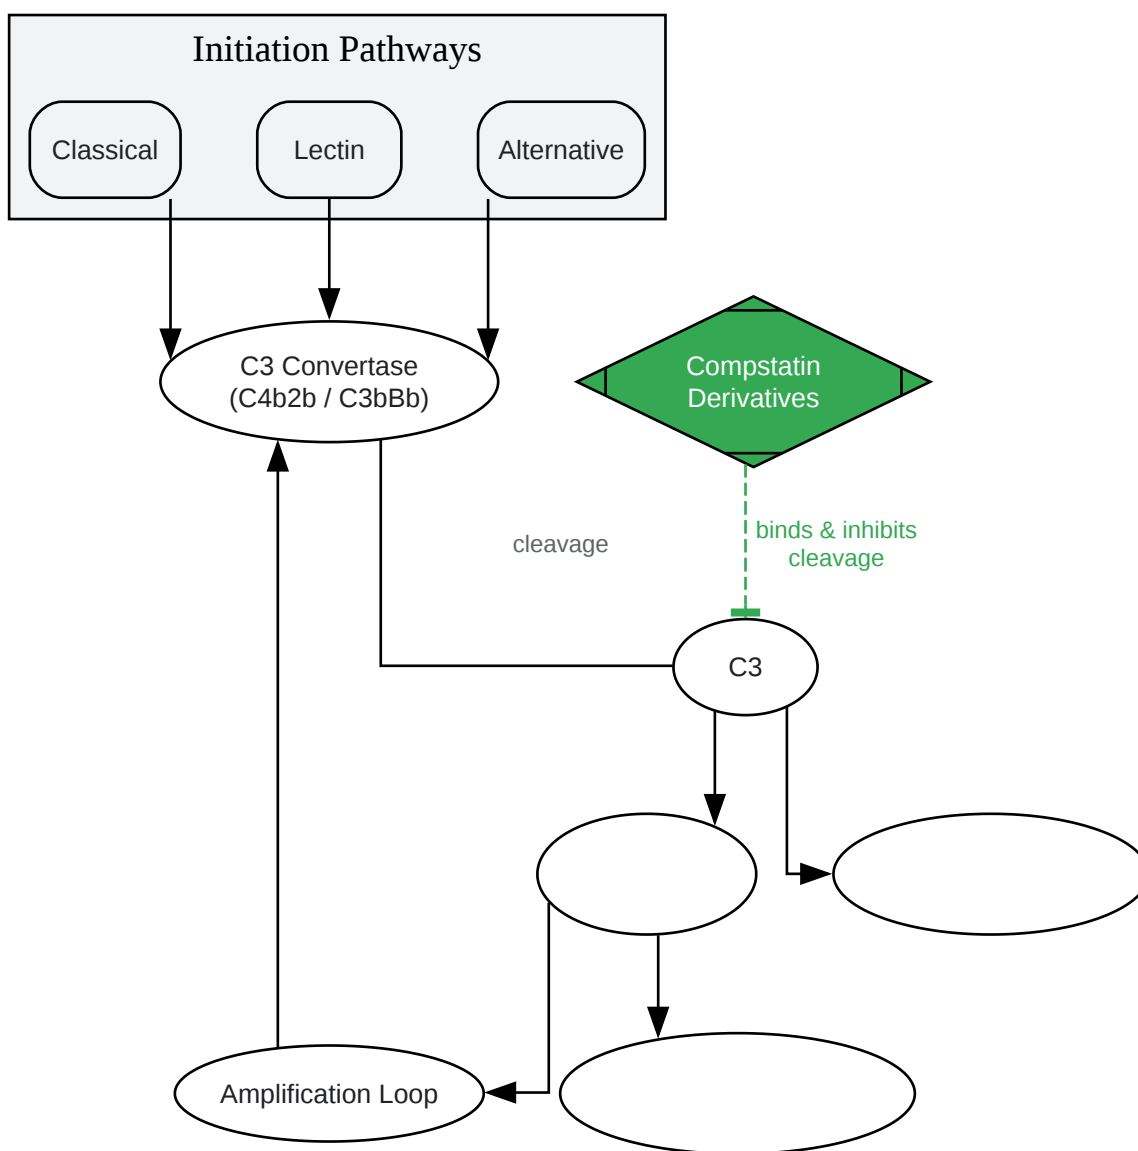 Initiation Pathways
Classical
Lectin
Alternative
C3 Convertase
(C4b2b / C3bBb)
Compstatin
Derivatives
cleavage
binds & inhibits
cleavage
C3
Amplification Loop